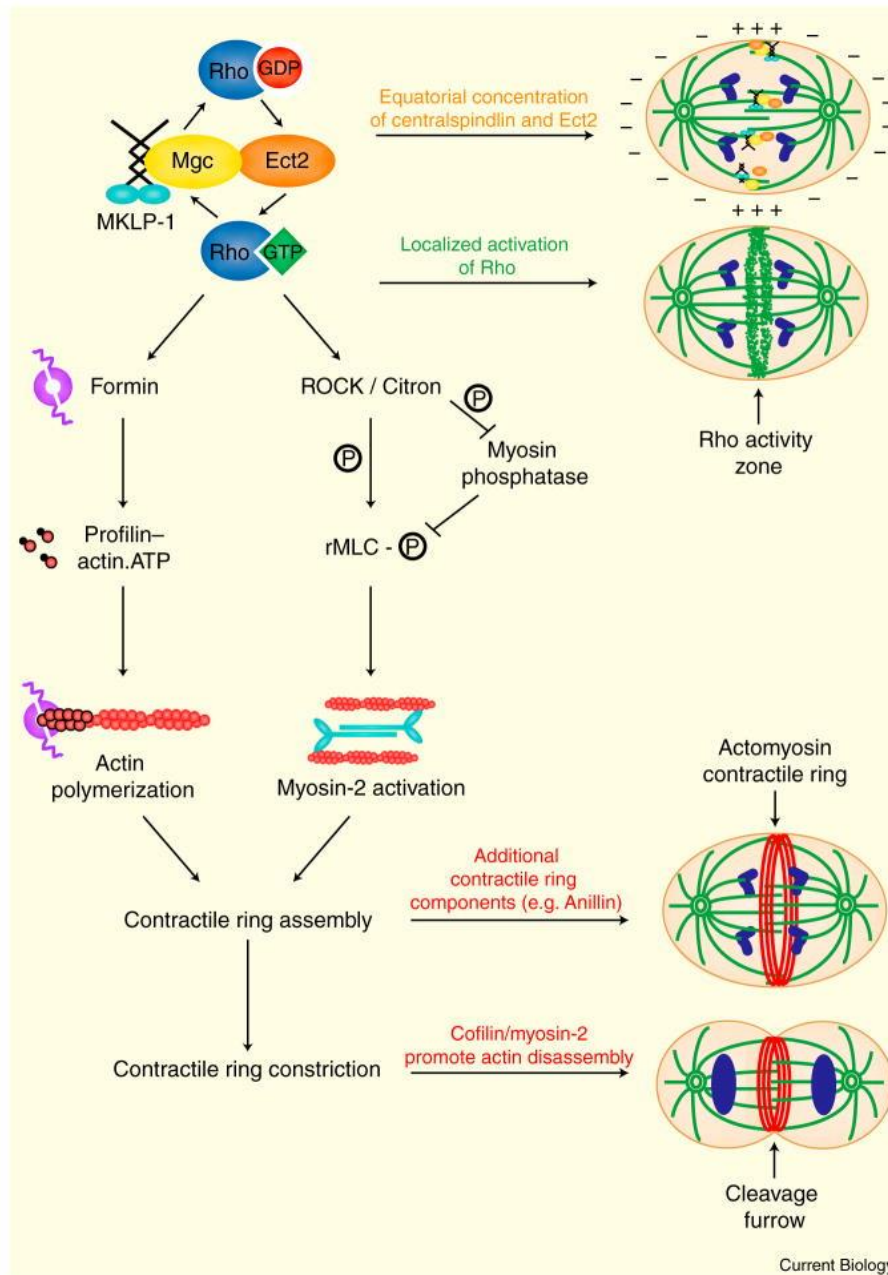 + + +
Rho GDP
Equatorial concentration
of centralspindlin and Ect2
Mgc Ect2
MKLP-1
+ + +
Rho GTP
Localized activation
of Rho
Formin
ROCK / Citron
P
P
Myosin
phosphatase
Rho activity
zone
Profilin–
actin.ATP
rMLC - P
Actin
polymerization
Myosin-2 activation
Actomyosin
contractile ring
Additional
contractile ring
components (e.g. Anillin)
Contractile ring assembly
Cofilin/myosin-2
promote actin disassembly
Contractile ring constriction
Cleavage
furrow
Current Biology